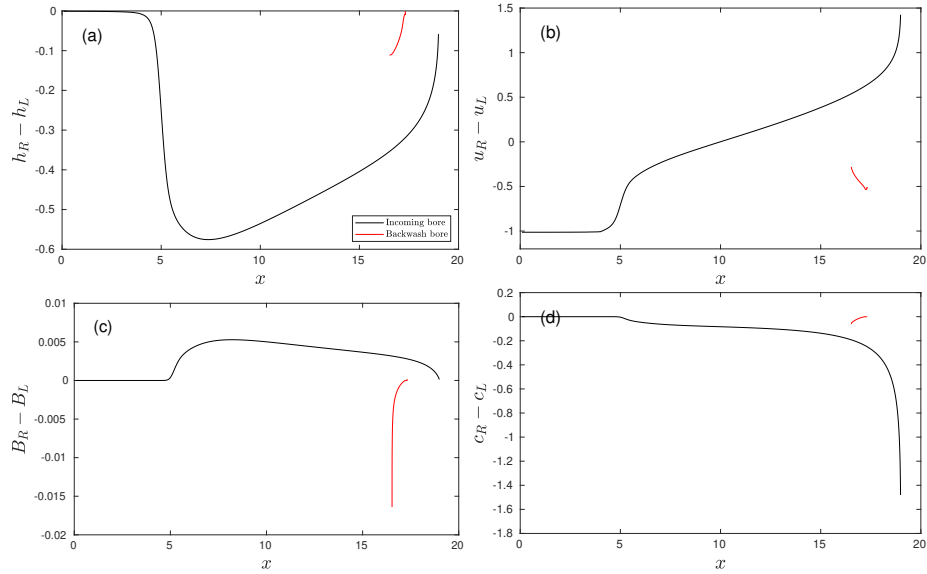 (a)
0
-0.1
-0.2
-0.3
-0.4
-0.5
-0.6
h_R − h_L
0 5 10 15 20
x
Incoming bore
Backwash bore
(b)
1.5
1
0.5
0
-0.5
-1
u_R − u_L
0 5 10 15 20
x
(c)
0.01
0.005
0
-0.005
-0.01
-0.015
-0.02
B_R − B_L
0 5 10 15 20
x
(d)
0.2
0
-0.2
-0.4
-0.6
-0.8
-1
-1.2
-1.4
-1.6
-1.8
c_R − c_L
0 5 10 15 20
x